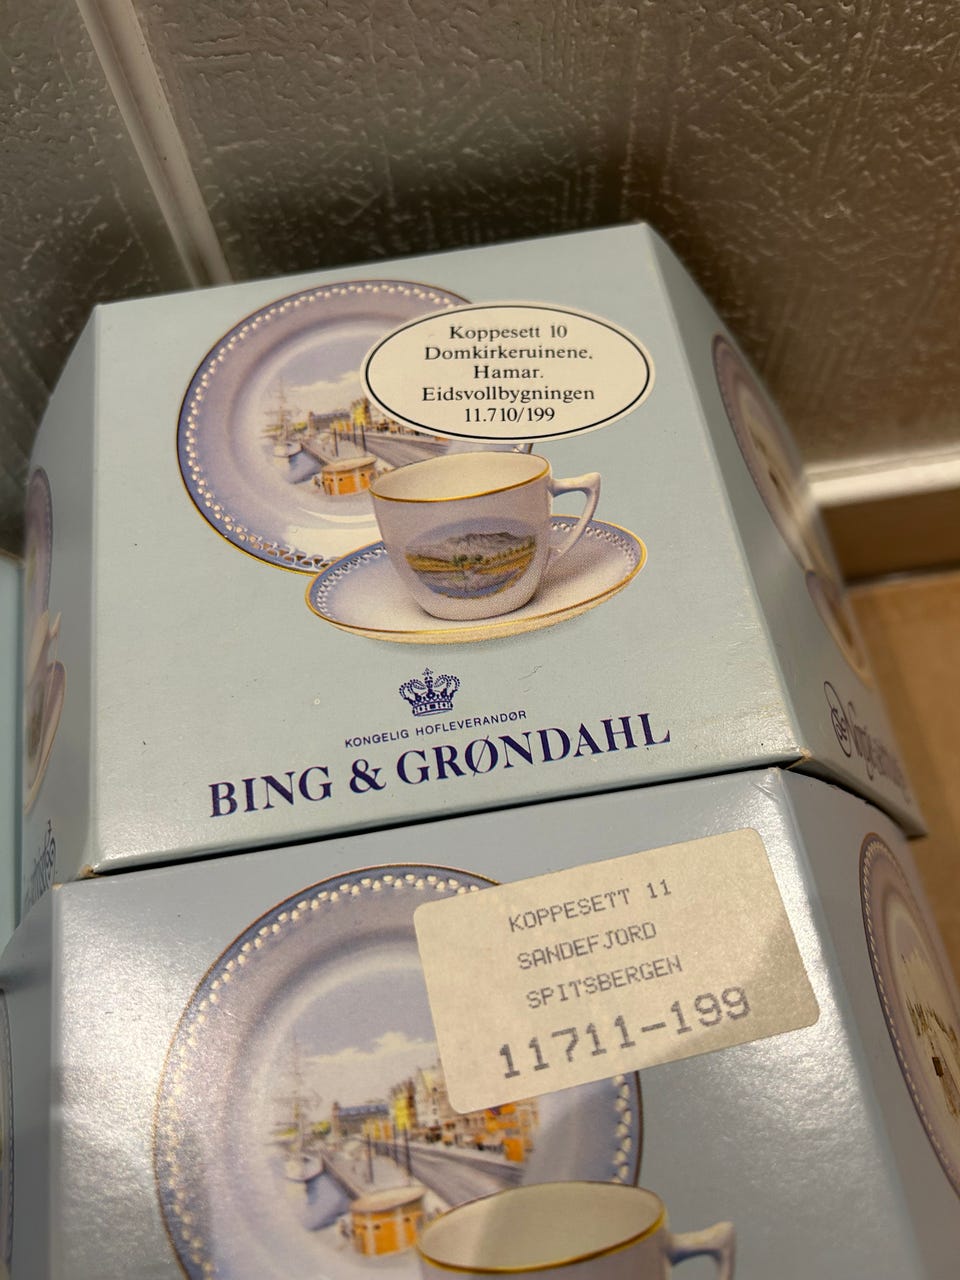 Koppesett 10
Domkirkeruinene,
Hamar.
Eidsvollbygningen
11.710/199
KONGELIG HOFLEVERANDØR
BING & GRØNDAHL
KOPPESETT 11
SANDEFJORD
SPITSBERGEN
11711-199